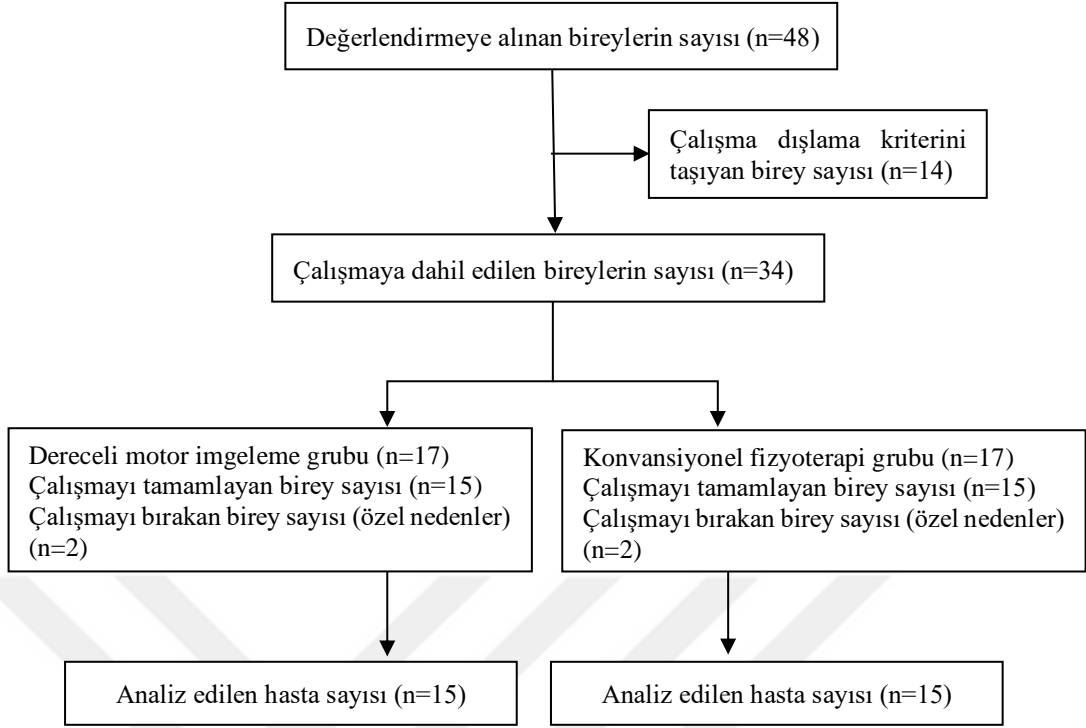 Değerlendirmeye alınan bireylerin sayısı (n=48)
Çalışma dışlama kriterini
taşıyan birey sayısı (n=14)
Çalışmaya dahil edilen bireylerin sayısı (n=34)
Dereceli motor imgeleme grubu (n=17)
Çalışmayı tamamlayan birey sayısı (n=15)
Çalışmayı bırakan birey sayısı (özel nedenler)
(n=2)
Konvansiyonel fizyoterapi grubu (n=17)
Çalışmayı tamamlayan birey sayısı (n=15)
Çalışmayı bırakan birey sayısı (özel nedenler)
(n=2)
Analiz edilen hasta sayısı (n=15)
Analiz edilen hasta sayısı (n=15)